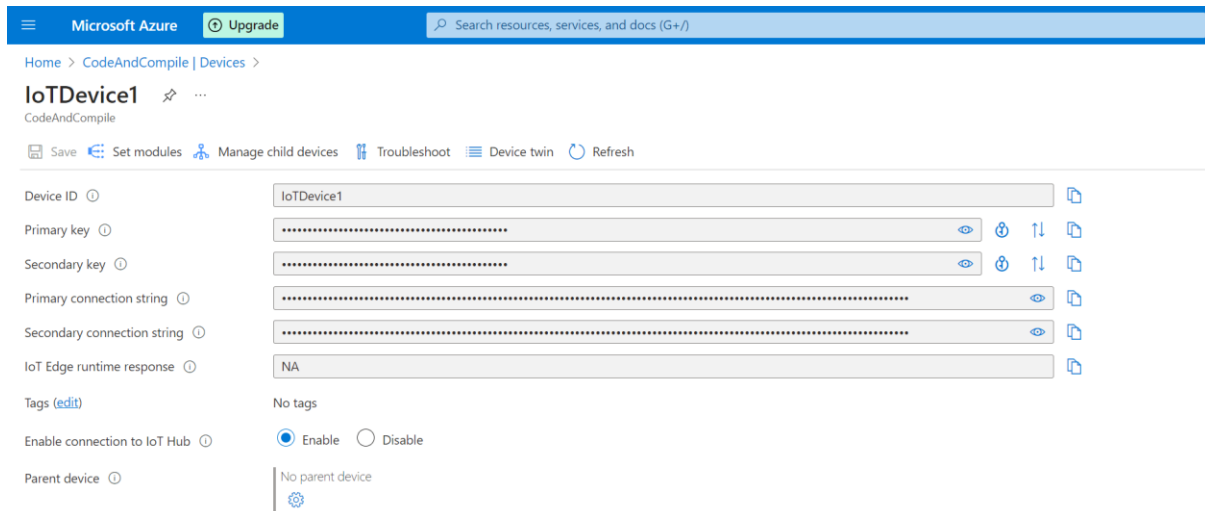 Microsoft Azure Upgrade Search resources, services, and docs (G+/)
Home > CodeAndCompile | Devices >
IoTDevice1 ...
CodeAndCompile
Save Set modules Manage child devices Troubleshoot Device twin Refresh
Device ID IoTDevice1
Primary key ••••••••••••••••••••••••••••••••••••••••••••
Secondary key ••••••••••••••••••••••••••••••••••••••••••••
Primary connection string ••••••••••••••••••••••••••••••••••••••••••••••••••••••••••••••••••••••••••••••••••••••••••••••••••••••••••••••••••••••••••
Secondary connection string ••••••••••••••••••••••••••••••••••••••••••••••••••••••••••••••••••••••••••••••••••••••••••••••••••••••••••••••••••••••••••
IoT Edge runtime response NA
Tags (edit) No tags
Enable connection to IoT Hub Enable Disable
Parent device No parent device